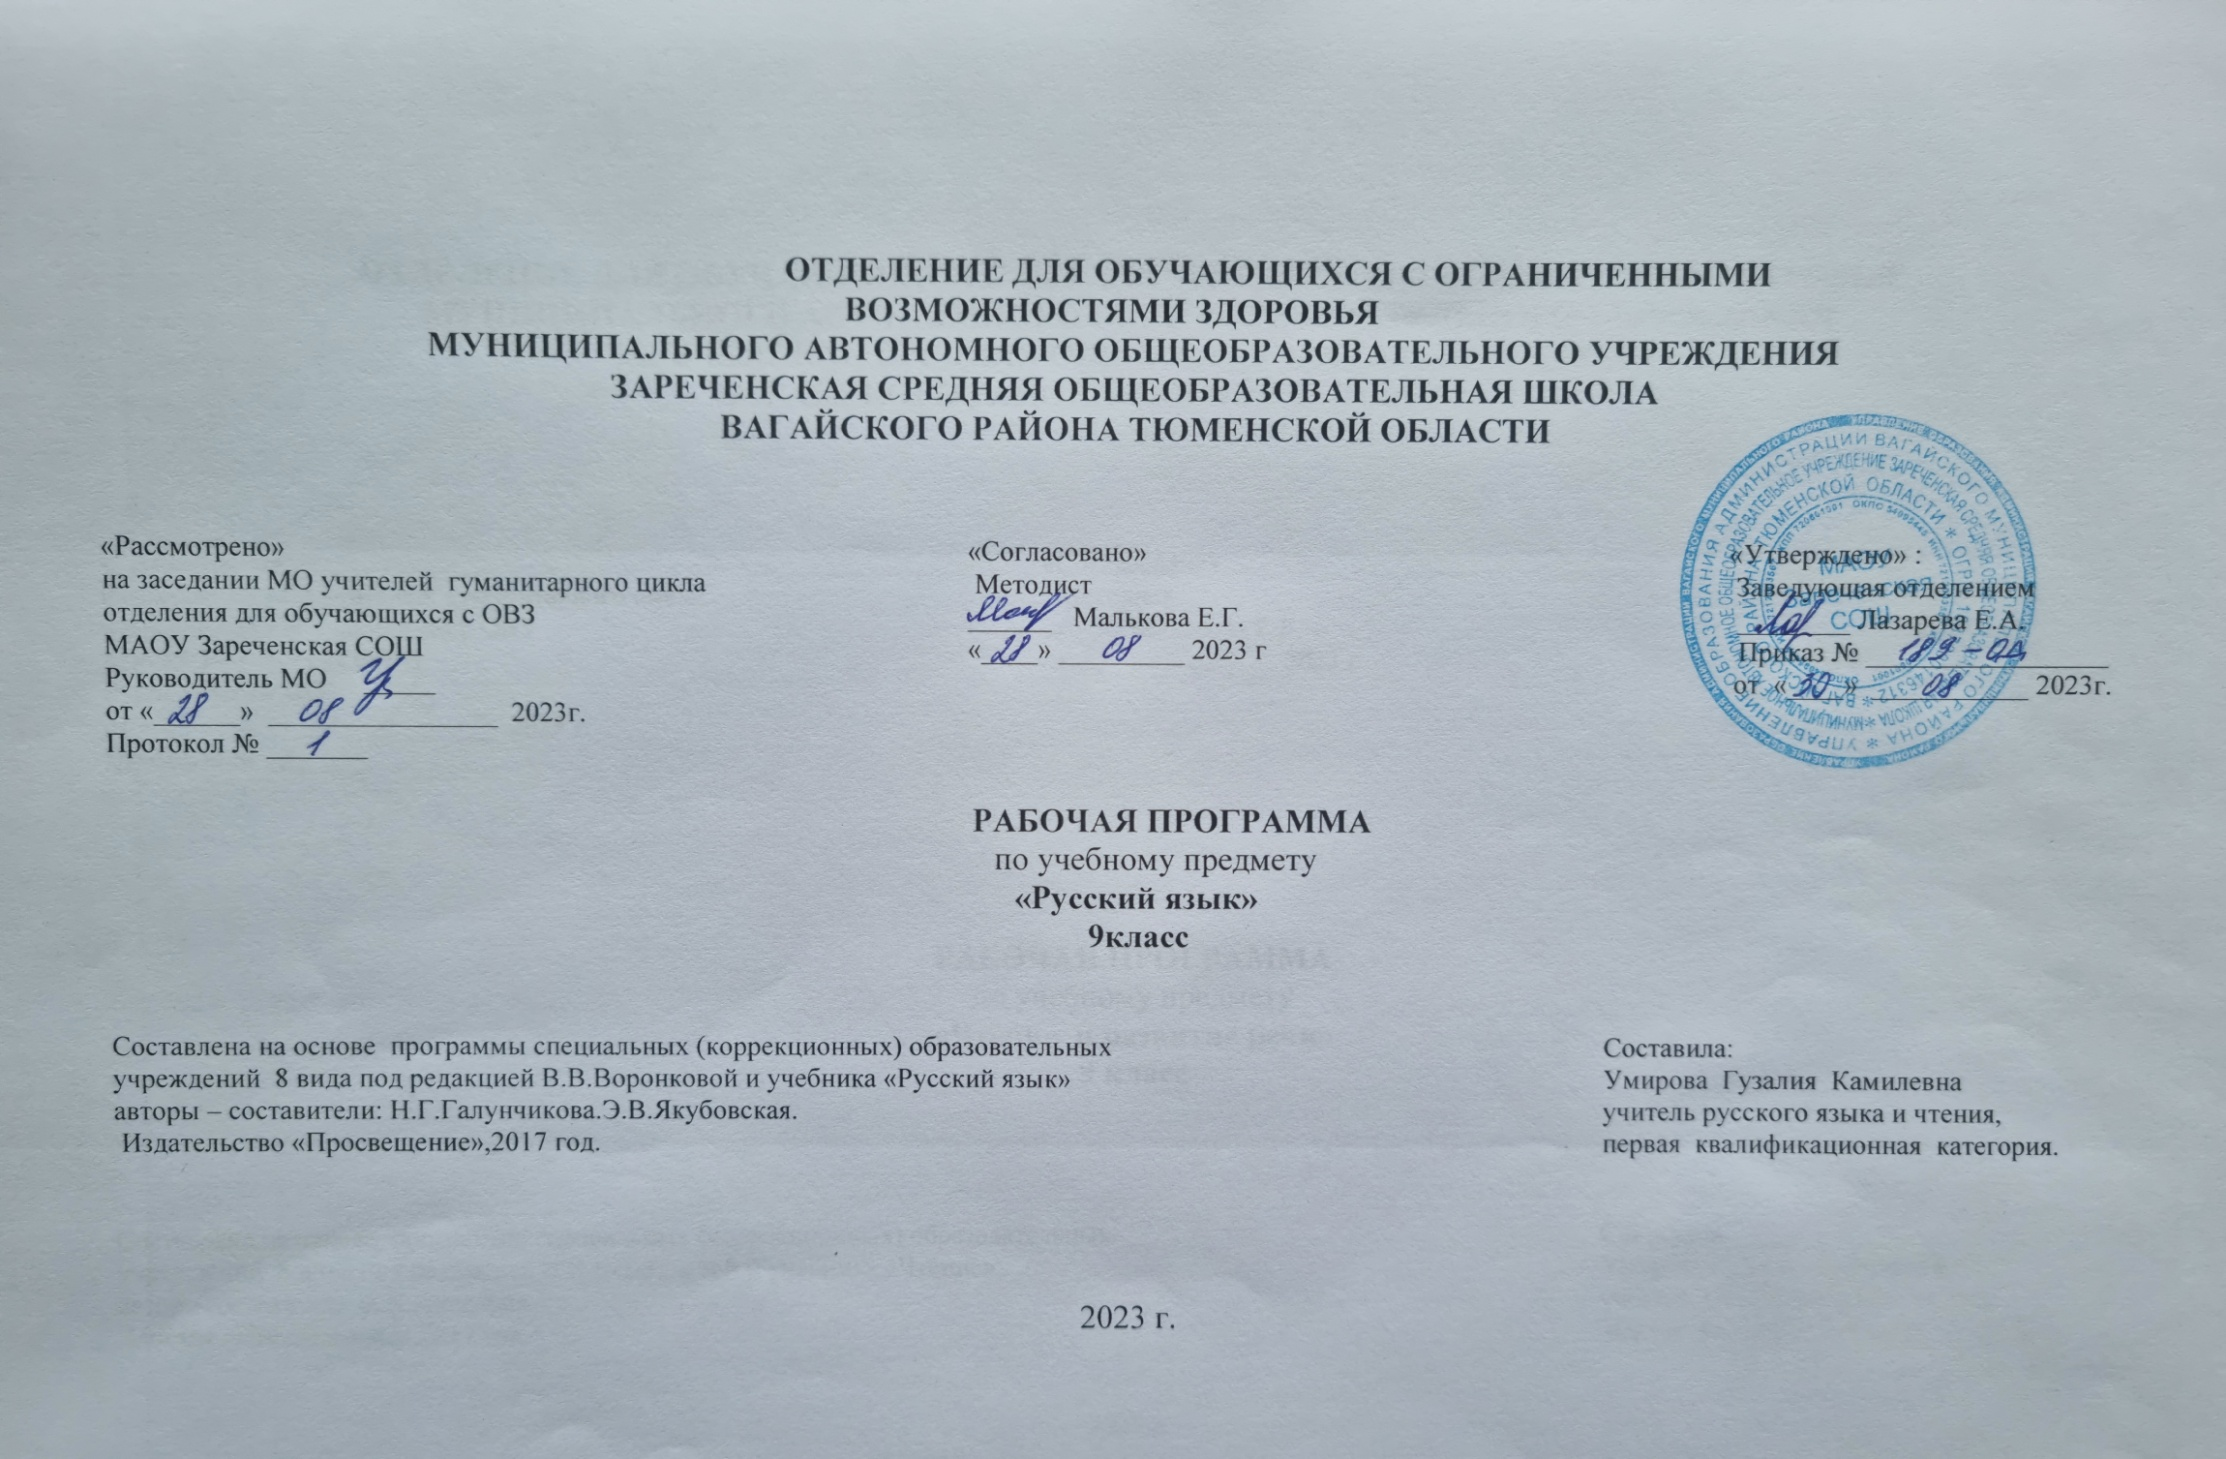 ОТДЕЛЕНИЕ ДЛЯ ОБУЧАЮЩИХСЯ С ОГРАНИЧЕННЫМИ
ВОЗМОЖНОСТЯМИ ЗДОРОВЬЯ
МУНИЦИПАЛЬНОГО АВТОНОМНОГО ОБЩЕОБРАЗОВАТЕЛЬНОГО УЧРЕЖДЕНИЯ
ЗАРЕЧЕНСКАЯ СРЕДНЯЯ ОБЩЕОБРАЗОВАТЕЛЬНАЯ ШКОЛА
ВАГАЙСКОГО РАЙОНА ТЮМЕНСКОЙ ОБЛАСТИ
«Рассмотрено»
на заседании МО учителей гуманитарного цикла
отделения для обучающихся с ОВЗ
МАОУ Зареченская СОШ
Руководитель МО
от « 28 » 08 2023г.
Протокол № 1
«Согласовано»
Методист
Малькова Е.Г.
« 28 » 08 2023 г
«Утверждено» :
Заведующая отделением
Лазарева Е.А.
Приказ № 189-ОД
от « 30 » 08 2023г.
МАОУ
СОШ
РАБОЧАЯ ПРОГРАММА
по учебному предмету
«Русский язык»
9класс
Составлена на основе программы специальных (коррекционных) образовательных
учреждений 8 вида под редакцией В.В.Воронковой и учебника «Русский язык»
авторы – составители: Н.Г.Галунчикова.Э.В.Якубовская.
Издательство «Просвещение»,2017 год.
Составила:
Умирова Гузалия Камилевна
учитель русского языка и чтения,
первая квалификационная категория.
2023 г.